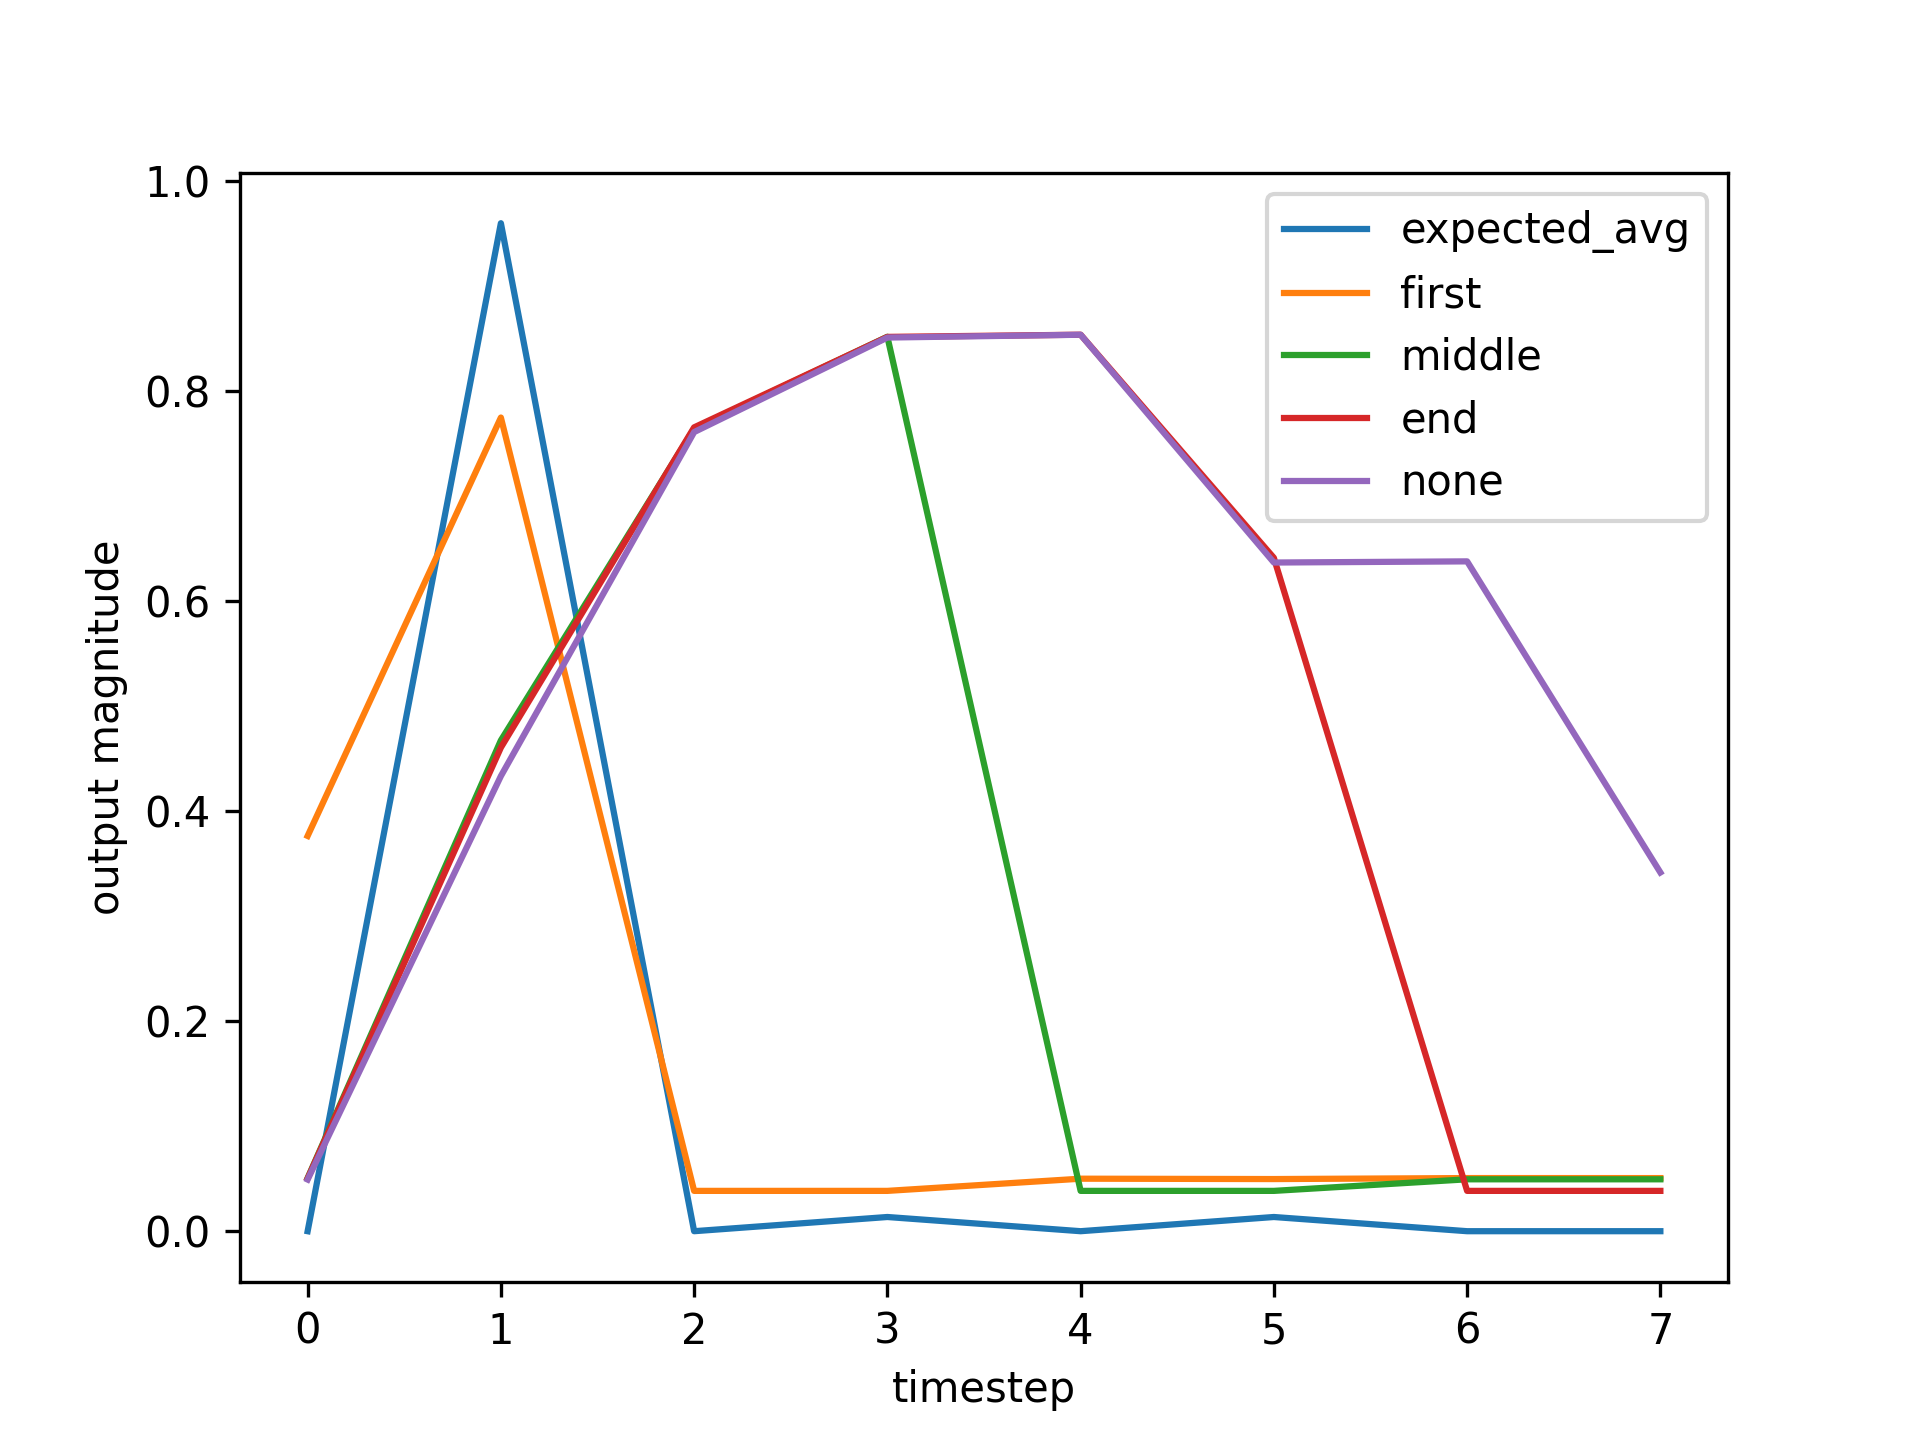 1.0
0.8
0.6
0.4
0.2
0.0
output magnitude
0 1 2 3 4 5 6 7
timestep
expected_avg
first
middle
end
none